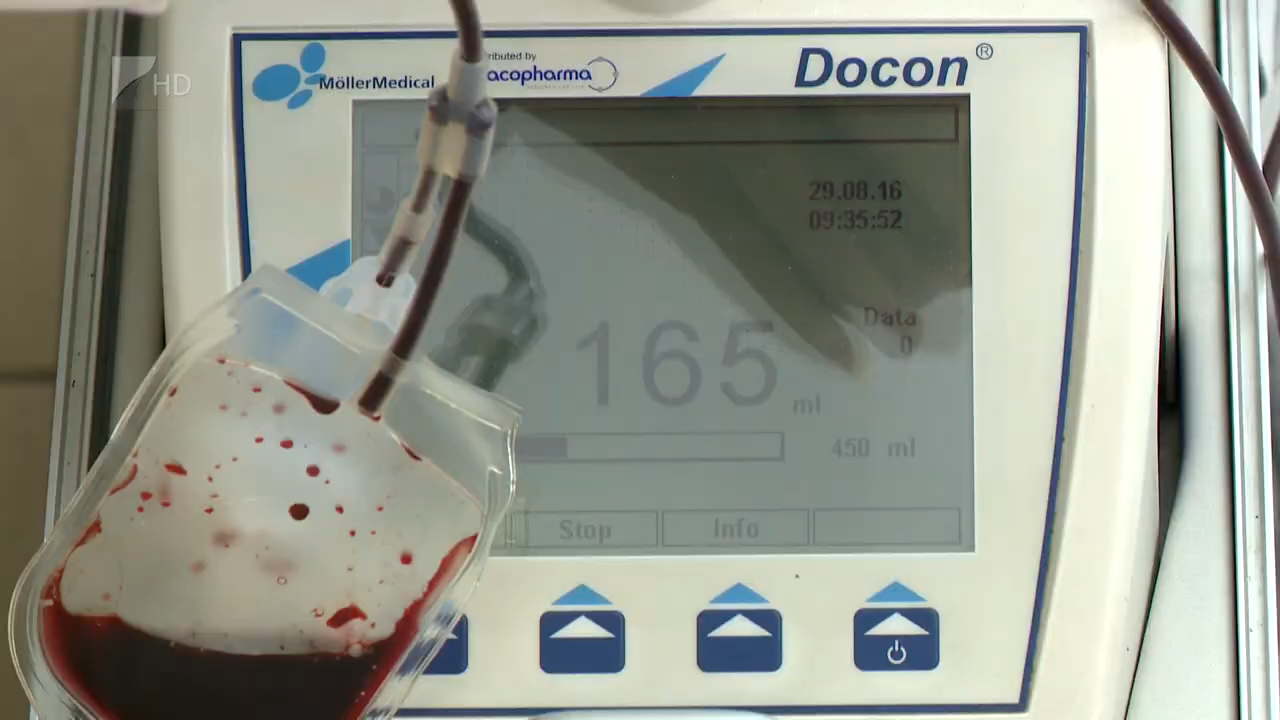 7 HD
MöllerMedical
ributed by
acopharma
Docon®
29.08.16
09:35:52
Data
0
165 ml
450 ml
Stop
Info